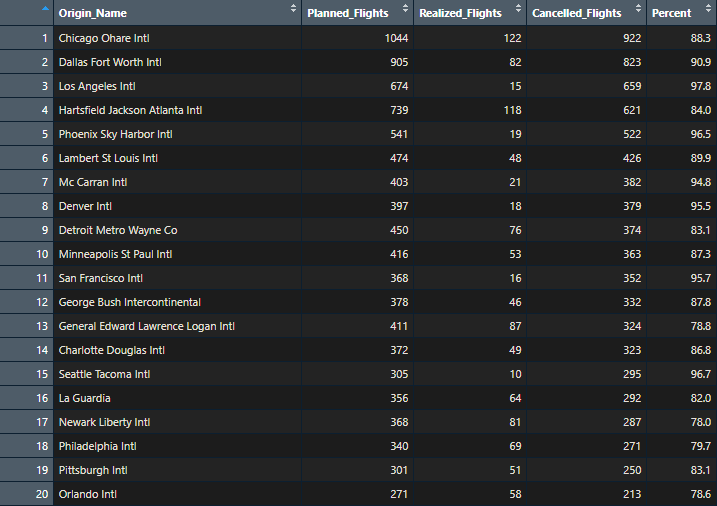 Origin_Name Planned_Flights Realized_Flights Cancelled_Flights Percent
1 Chicago Ohare Intl 1044 122 922 88.3
2 Dallas Fort Worth Intl 905 82 823 90.9
3 Los Angeles Intl 674 15 659 97.8
4 Hartsfield Jackson Atlanta Intl 739 118 621 84.0
5 Phoenix Sky Harbor Intl 541 19 522 96.5
6 Lambert St Louis Intl 474 48 426 89.9
7 Mc Carran Intl 403 21 382 94.8
8 Denver Intl 397 18 379 95.5
9 Detroit Metro Wayne Co 450 76 374 83.1
10 Minneapolis St Paul Intl 416 53 363 87.3
11 San Francisco Intl 368 16 352 95.7
12 George Bush Intercontinental 378 46 332 87.8
13 General Edward Lawrence Logan Intl 411 87 324 78.8
14 Charlotte Douglas Intl 372 49 323 86.8
15 Seattle Tacoma Intl 305 10 295 96.7
16 La Guardia 356 64 292 82.0
17 Newark Liberty Intl 368 81 287 78.0
18 Philadelphia Intl 340 69 271 79.7
19 Pittsburgh Intl 301 51 250 83.1
20 Orlando Intl 271 58 213 78.6